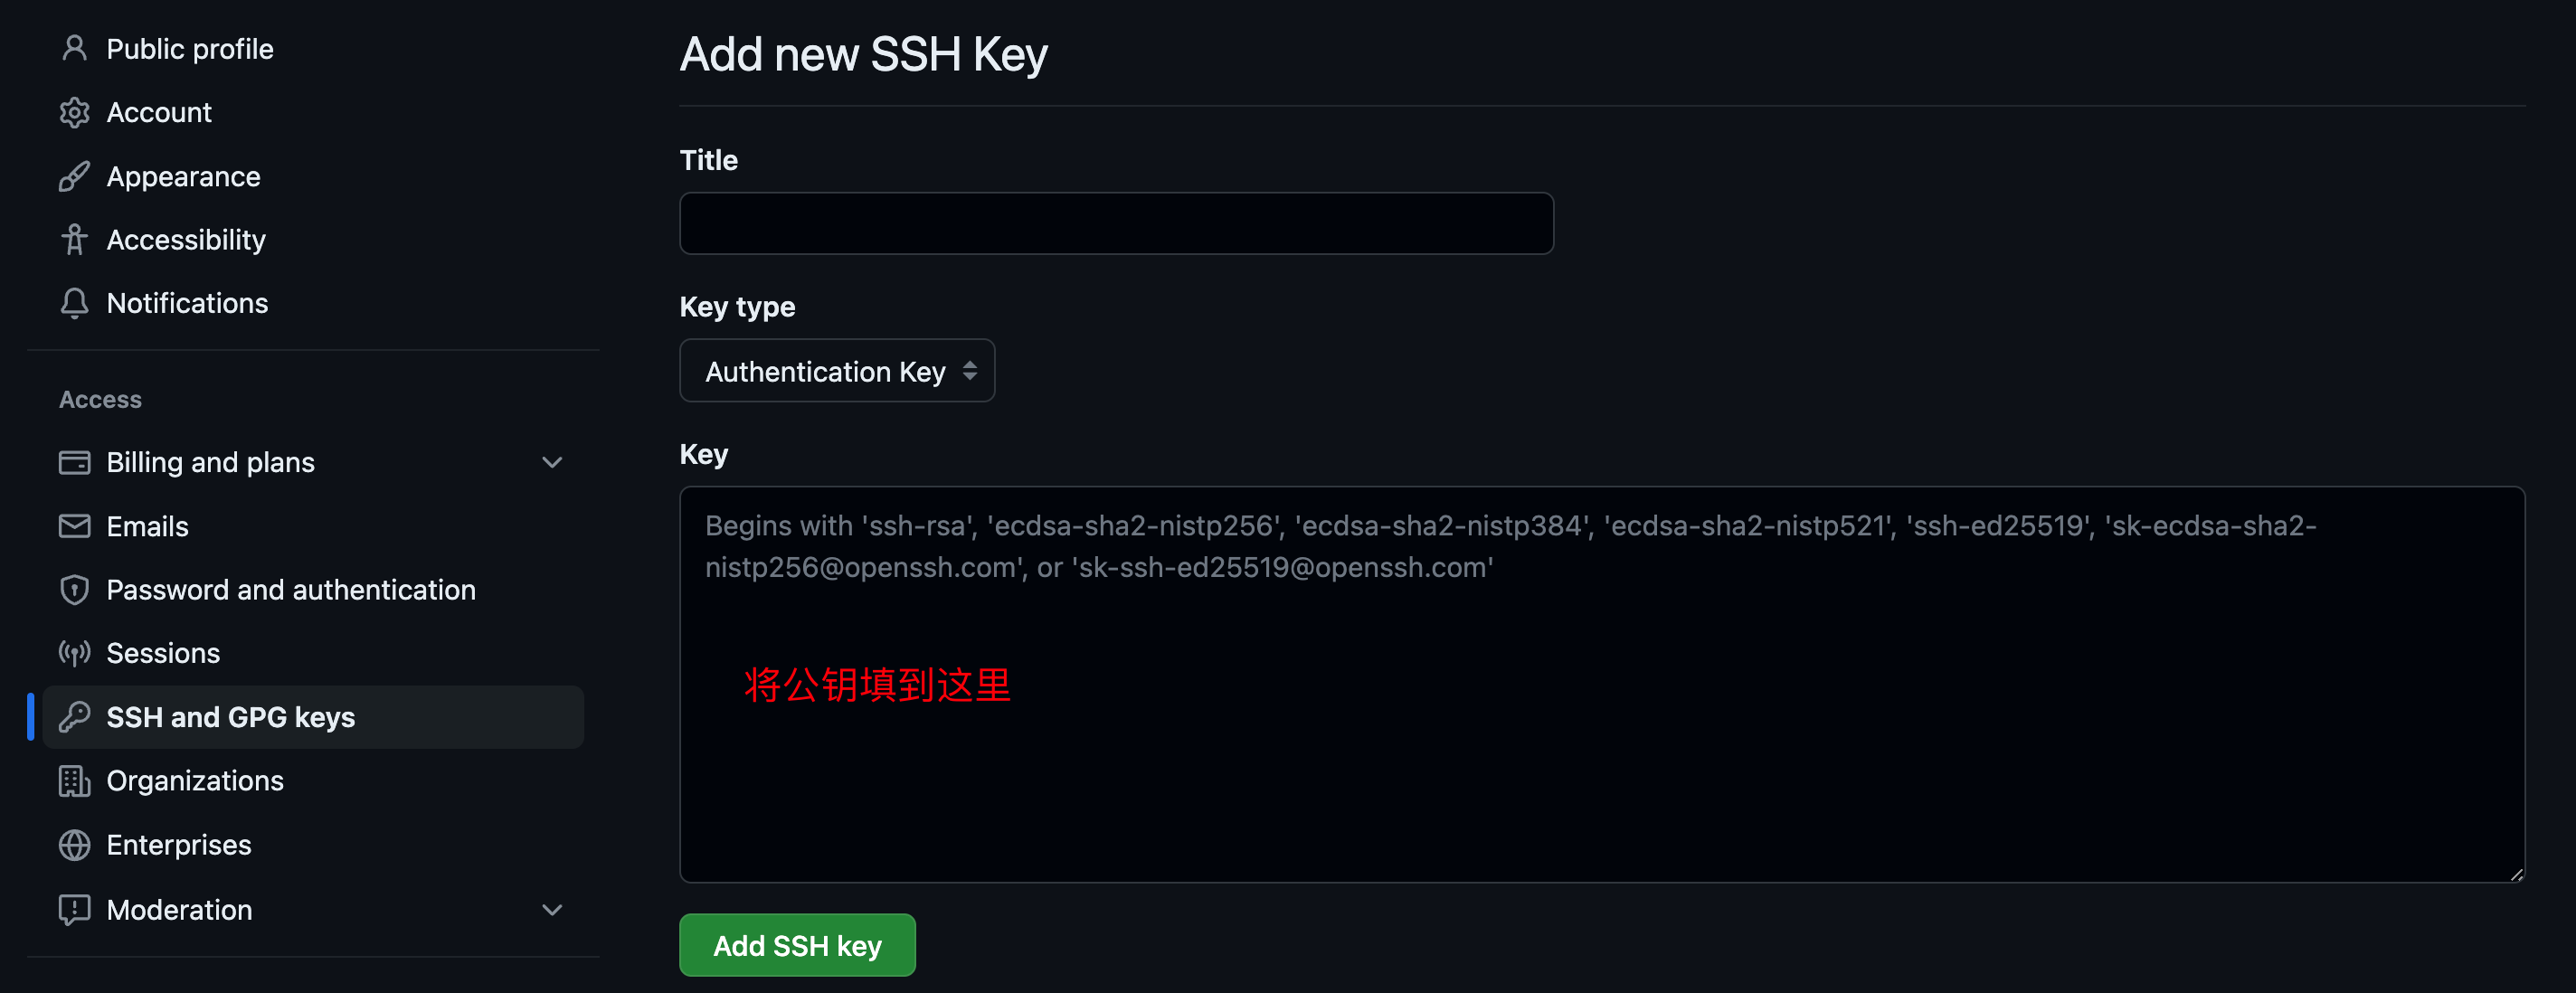 Public profile
Account
Appearance
Accessibility
Notifications
Access
Billing and plans
Emails
Password and authentication
Sessions
SSH and GPG keys
Organizations
Enterprises
Moderation
Add new SSH Key
Title
Key type
Authentication Key
Key
Begins with 'ssh-rsa', 'ecdsa-sha2-nistp256', 'ecdsa-sha2-nistp384', 'ecdsa-sha2-nistp521', 'ssh-ed25519', 'sk-ecdsa-sha2-
nistp256@openssh.com', or 'sk-ssh-ed25519@openssh.com'
将公钥填到这里
Add SSH key